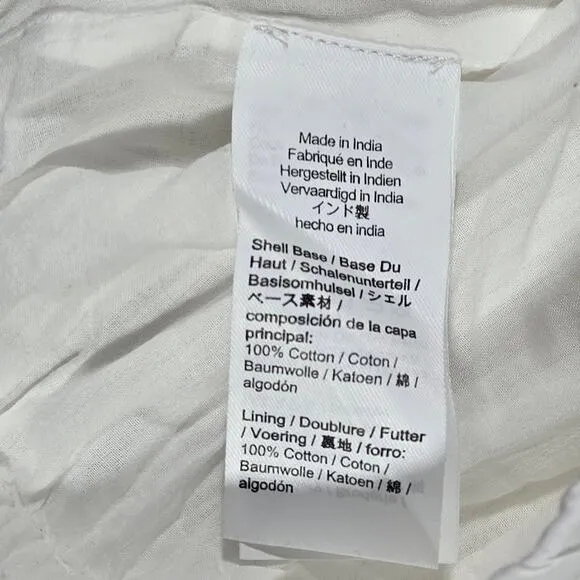 Made in India
Fabriqué en Inde
Hergestellt in Indien
Vervaardigd in India
インド製
hecho en india
Shell Base / Base Du
Haut / Schalenunterteil /
Basisomhulsel / シェル
ベース素材 /
composición de la capa
principal:
100% Cotton / Coton /
Baumwolle / Katoen / 綿 /
algodón
Lining / Doublure / Futter
/ Voering / 裏地 / forro:
100% Cotton / Coton /
Baumwolle / Katoen / 綿 /
algodón